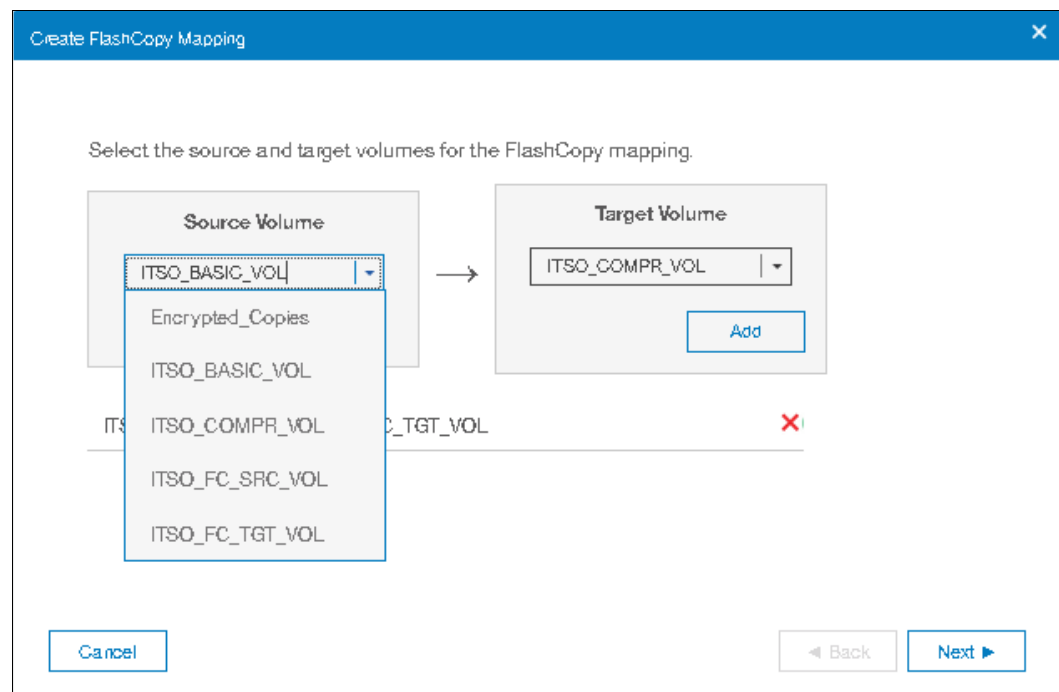 Create FlashCopy Mapping
Select the source and target volumes for the FlashCopy mapping.
Source Volume
ITSO_BASIC_VOL
Encrypted_Copies
ITSO_BASIC_VOL
ITSO_COMPR_VOL
ITSO_FC_SRC_VOL
ITSO_FC_TGT_VOL
Target Volume
ITSO_COMPR_VOL
Add
C_TGT_VOL
Cancel
Back
Next